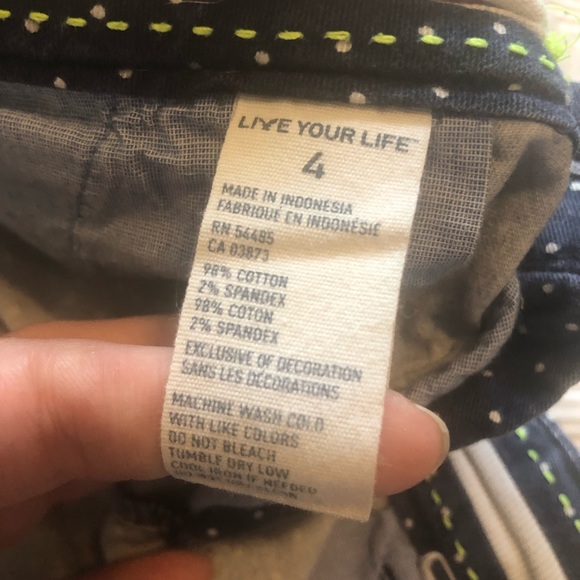 LIVE YOUR LIFE™
4
MADE IN INDONESIA
FABRIQUÉ EN INDONÉSIE
RN 54485
CA 03873
98% COTTON
2% SPANDEX
98% COTON
2% SPANDEX
EXCLUSIVE OF DECORATION
SANS LES DÉCORATIONS
MACHINE WASH COLD
WITH LIKE COLORS
DO NOT BLEACH
TUMBLE DRY LOW
COOL IRON IF NEEDED